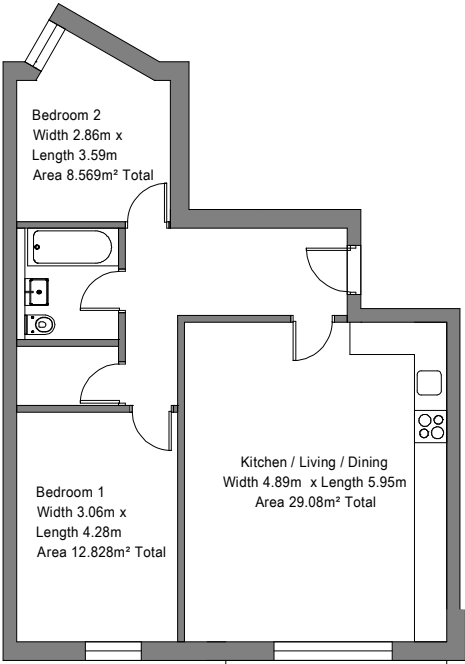 Bedroom 2
Width 2.86m x
Length 3.59m
Area 8.569m² Total
Kitchen / Living / Dining
Width 4.89m x Length 5.95m
Area 29.08m² Total
Bedroom 1
Width 3.06m x
Length 4.28m
Area 12.828m² Total